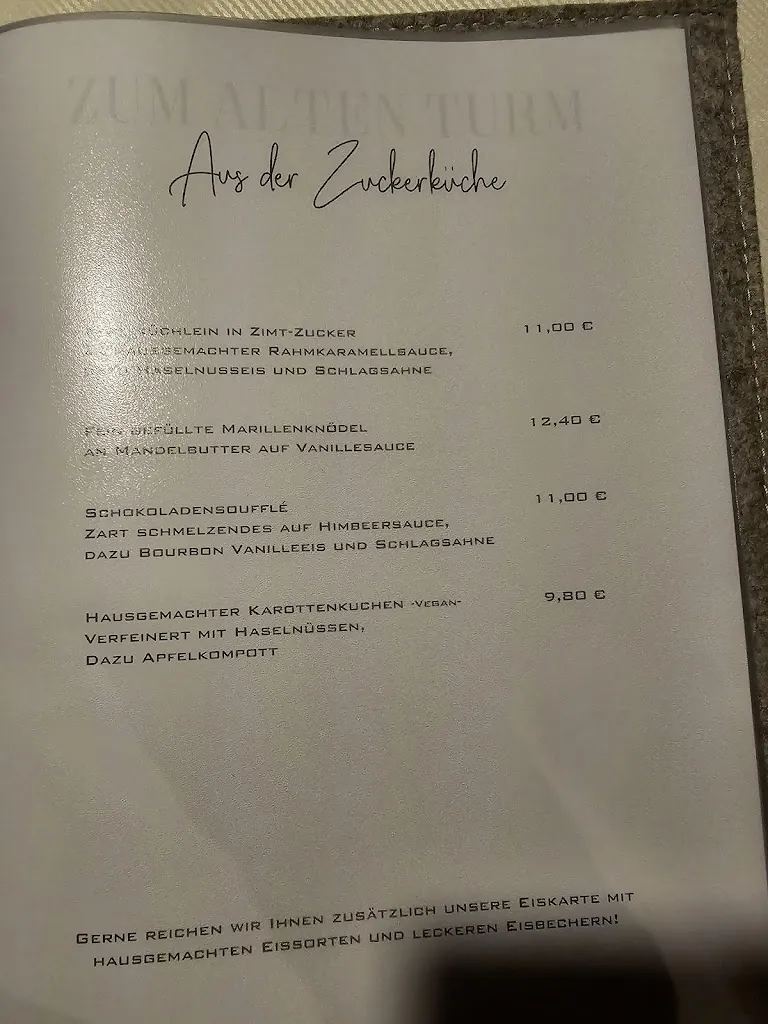 ZUM ALTEN TURM
Aus der Zuckerküche
IN ZIMT-ZUCKER 11,00 €
RAHMKARAMELLSAUCE,
HASELNUSSEIS UND SCHLAGSAHNE
FEIN GEFÜLLTE MARILLENKNÖDEL 12,40 €
AN MANDELBUTTER AUF VANILLESAUCE
SCHOKOLADENSOUFFLÉ 11,00 €
ZART SCHMELZENDES AUF HIMBEERSAUCE,
DAZU BOURBON VANILLEEIS UND SCHLAGSAHNE
HAUSGEMACHTER KAROTTENKUCHEN -VEGAN- 9,80 €
VERFEINERT MIT HASELNÜSSEN,
DAZU APFELKOMPOTT
GERNE REICHEN WIR IHNEN ZUSÄTZLICH UNSERE EISKARTE MIT
HAUSGEMACHTEN EISSORTEN UND LECKEREN EISBECHERN!